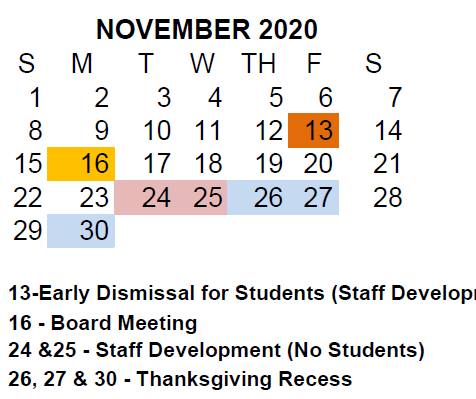 NOVEMBER 2020
S M T W TH F S
1 2 3 4 5 6 7
8 9 10 11 12 13 14
15 16 17 18 19 20 21
22 23 24 25 26 27 28
29 30
13-Early Dismissal for Students (Staff Develop
16 - Board Meeting
24 &25 - Staff Development (No Students)
26, 27 & 30 - Thanksgiving Recess